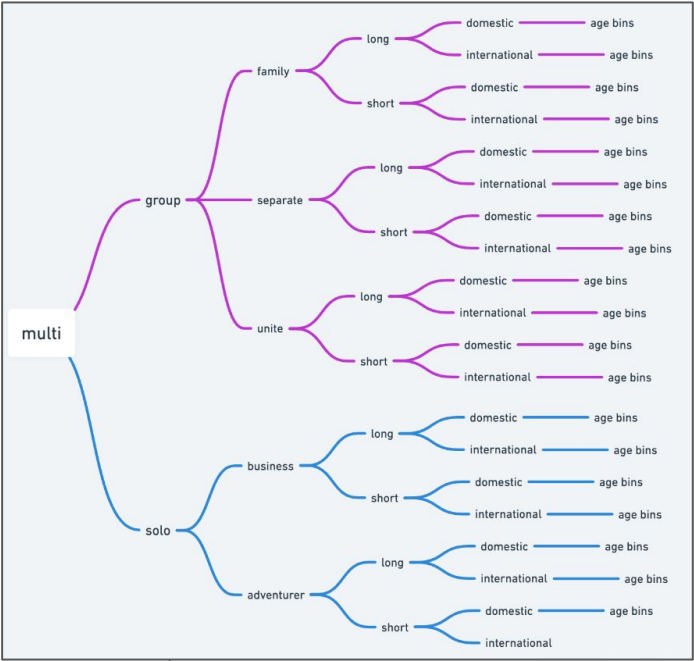 multi
group
family
long
domestic
age bins
international
age bins
short
domestic
age bins
international
age bins
separate
long
domestic
age bins
international
age bins
short
domestic
age bins
international
age bins
unite
long
domestic
age bins
international
age bins
short
domestic
age bins
international
age bins
solo
business
long
domestic
age bins
international
age bins
short
domestic
age bins
international
age bins
adventurer
long
domestic
age bins
international
age bins
short
domestic
age bins
international